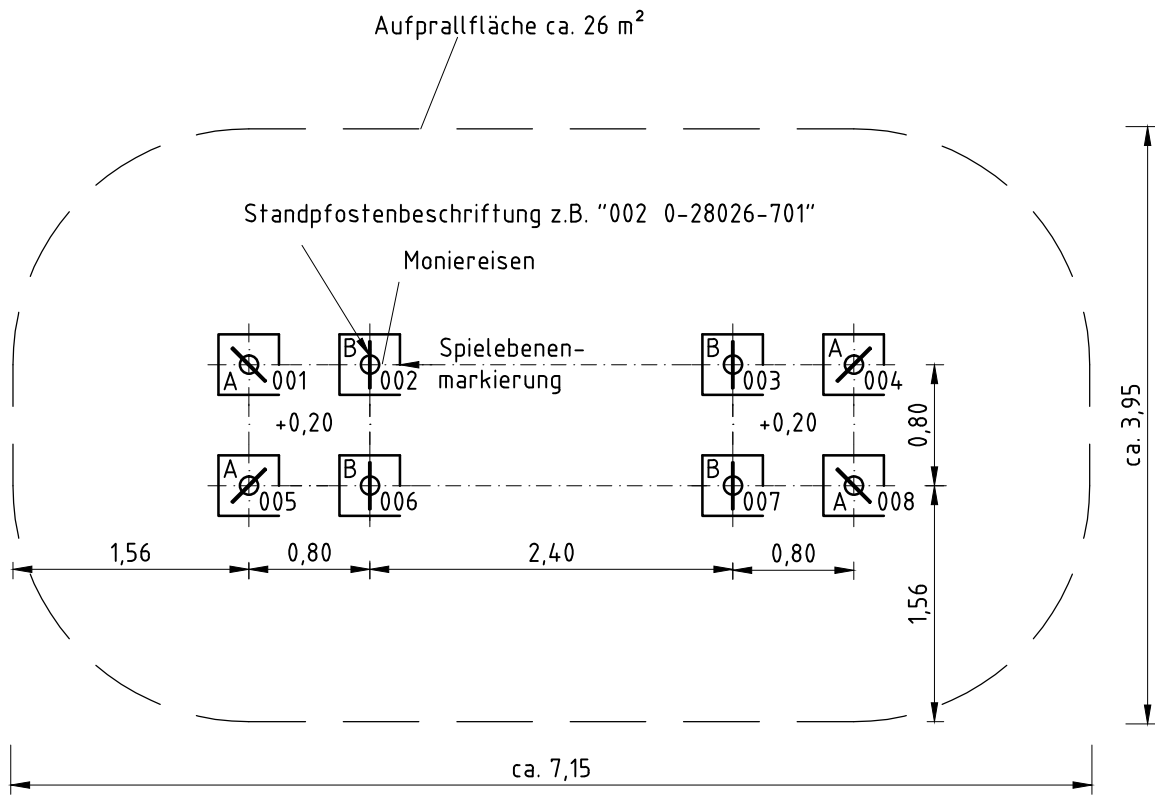 Aufprallfläche ca. 26 m²
Standpfostenbeschriftung z.B. "002 0-28026-701"
Moniereisen
Spielebenen-
markierung
A 001
B 002
B 003
A 004
+0,20
+0,20
0,80
ca. 3,95
A 005
B 006
B 007
A 008
1,56
0,80
2,40
0,80
1,56
ca. 7,15